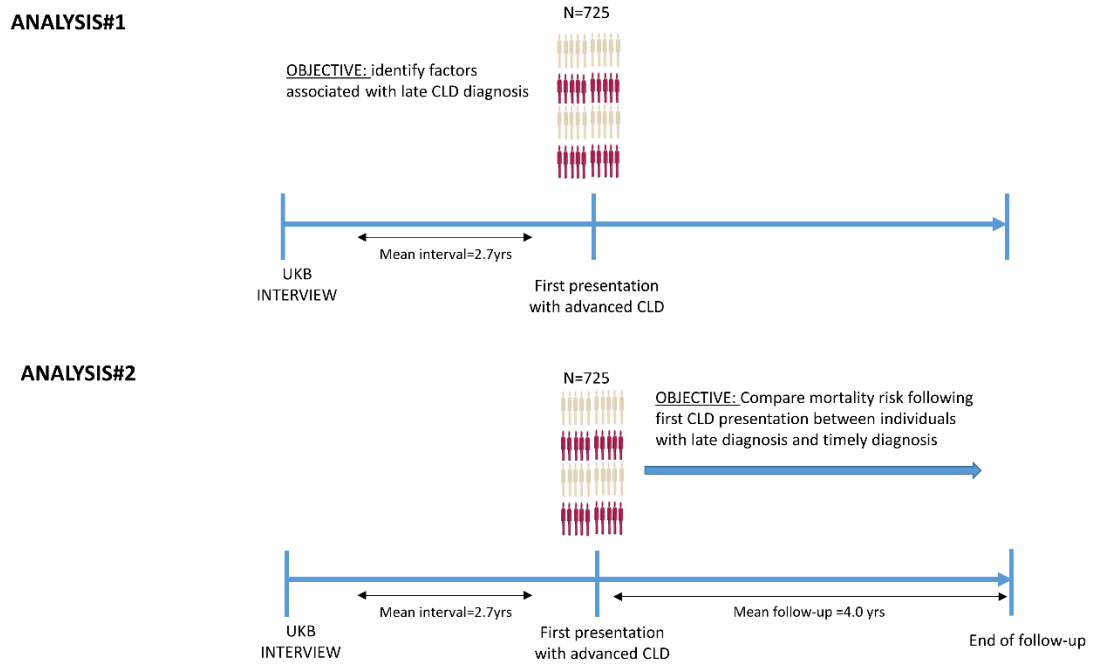 ANALYSIS#1
N=725
OBJECTIVE: identify factors
associated with late CLD diagnosis
Mean interval=2.7yrs
UKB
INTERVIEW
First presentation
with advanced CLD
ANALYSIS#2
N=725
OBJECTIVE: Compare mortality risk following
first CLD presentation between individuals
with late diagnosis and timely diagnosis
Mean interval=2.7yrs
Mean follow-up =4.0 yrs
UKB
INTERVIEW
First presentation
with advanced CLD
End of follow-up